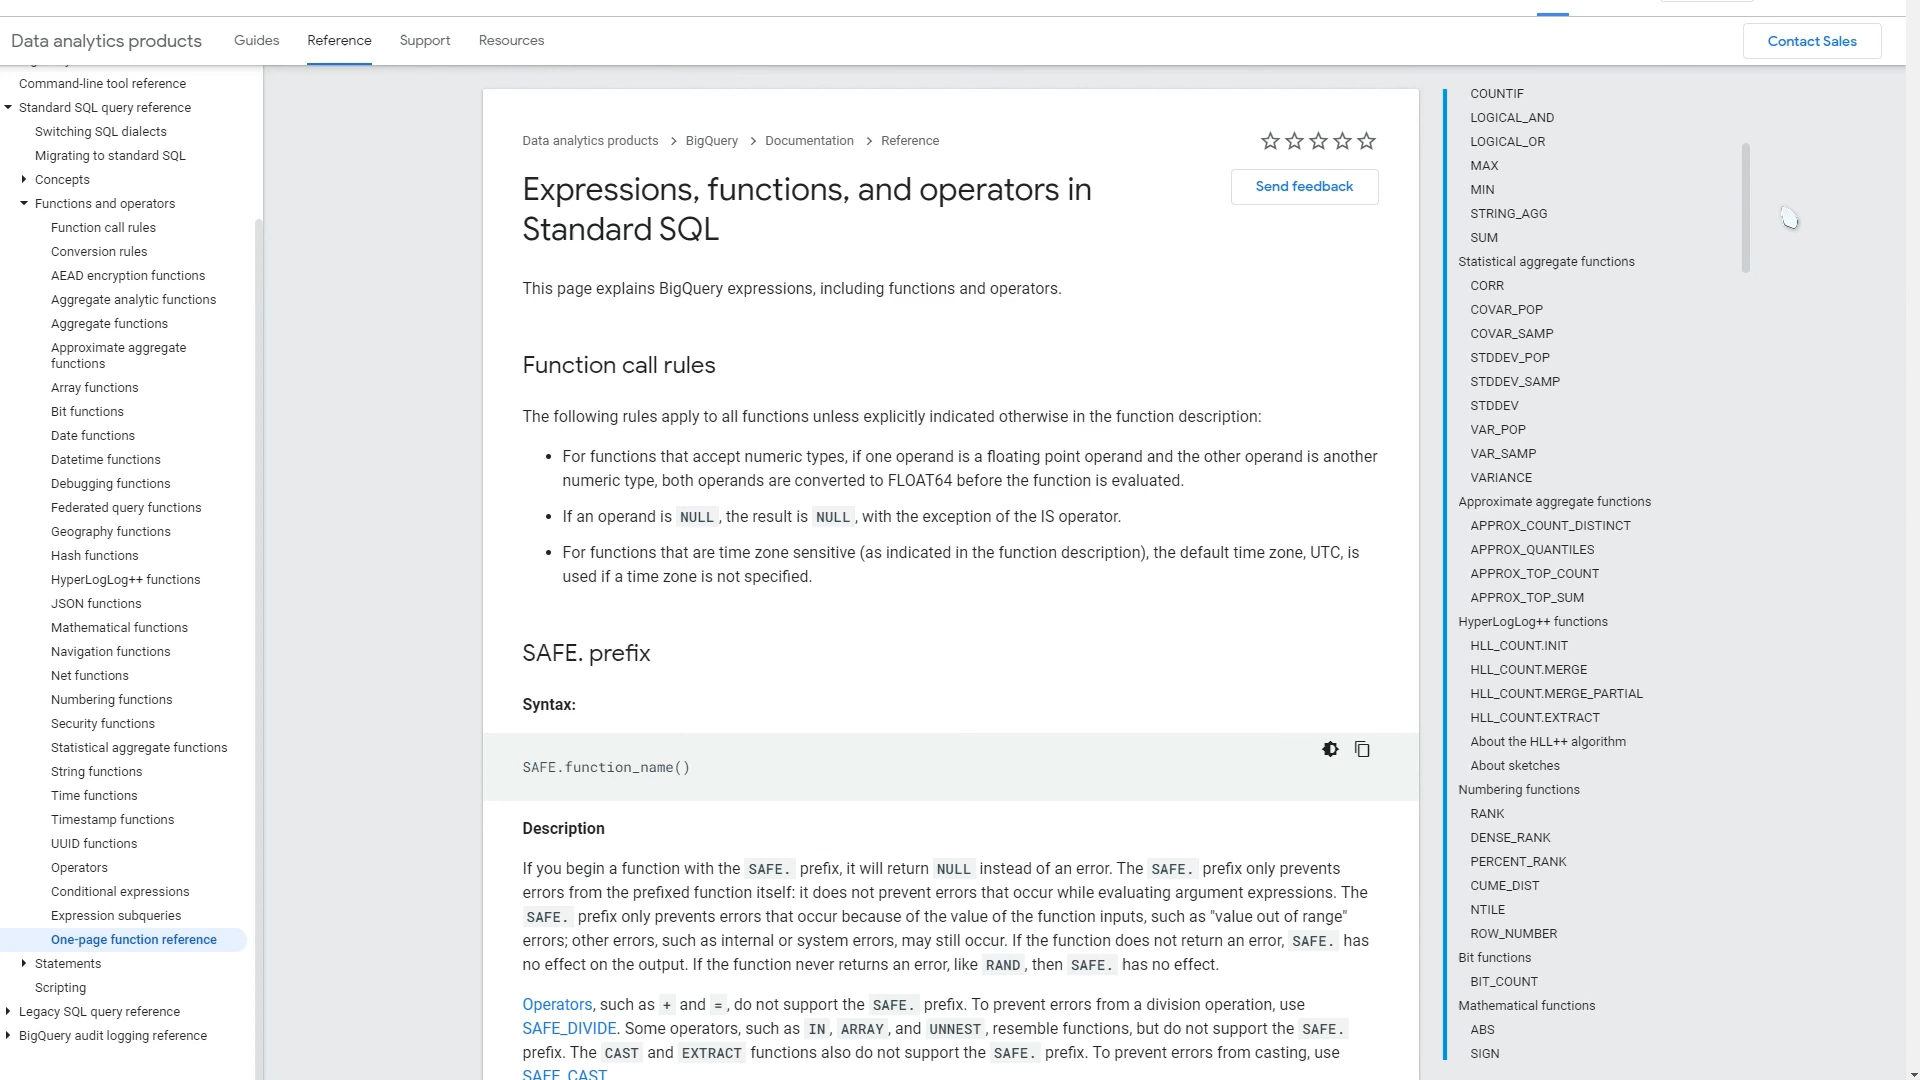 Data analytics products
Guides
Reference
Support
Resources
Contact Sales
Command-line tool reference
Standard SQL query reference
Switching SQL dialects
Migrating to standard SQL
Concepts
Functions and operators
Function call rules
Conversion rules
AEAD encryption functions
Aggregate analytic functions
Aggregate functions
Approximate aggregate
functions
Array functions
Bit functions
Date functions
Datetime functions
Debugging functions
Federated query functions
Geography functions
Hash functions
HyperLogLog++ functions
JSON functions
Mathematical functions
Navigation functions
Net functions
Numbering functions
Security functions
Statistical aggregate functions
String functions
Time functions
Timestamp functions
UUID functions
Operators
Conditional expressions
Expression subqueries
One-page function reference
Statements
Scripting
Legacy SQL query reference
BigQuery audit logging reference
Data analytics products > BigQuery > Documentation > Reference
Send feedback
Expressions, functions, and operators in
Standard SQL
This page explains BigQuery expressions, including functions and operators.
Function call rules
The following rules apply to all functions unless explicitly indicated otherwise in the function description:
• For functions that accept numeric types, if one operand is a floating point operand and the other operand is another
numeric type, both operands are converted to FLOAT64 before the function is evaluated.
• If an operand is NULL, the result is NULL, with the exception of the IS operator.
• For functions that are time zone sensitive (as indicated in the function description), the default time zone, UTC, is
used if a time zone is not specified.
SAFE. prefix
Syntax:
SAFE.function_name()
Description
If you begin a function with the SAFE. prefix, it will return NULL instead of an error. The SAFE. prefix only prevents
errors from the prefixed function itself: it does not prevent errors that occur while evaluating argument expressions. The
SAFE. prefix only prevents errors that occur because of the value of the function inputs, such as "value out of range"
errors; other errors, such as internal or system errors, may still occur. If the function does not return an error, SAFE. has
no effect on the output. If the function never returns an error, like RAND, then SAFE. has no effect.
Operators, such as + and =, do not support the SAFE. prefix. To prevent errors from a division operation, use
SAFE_DIVIDE. Some operators, such as IN, ARRAY, and UNNEST, resemble functions, but do not support the SAFE.
prefix. The CAST and EXTRACT functions also do not support the SAFE. prefix. To prevent errors from casting, use
SAFE_CAST
COUNTIF
LOGICAL_AND
LOGICAL_OR
MAX
MIN
STRING_AGG
SUM
Statistical aggregate functions
CORR
COVAR_POP
COVAR_SAMP
STDDEV_POP
STDDEV_SAMP
STDDEV
VAR_POP
VAR_SAMP
VARIANCE
Approximate aggregate functions
APPROX_COUNT_DISTINCT
APPROX_QUANTILES
APPROX_TOP_COUNT
APPROX_TOP_SUM
HyperLogLog++ functions
HLL_COUNT.INIT
HLL_COUNT.MERGE
HLL_COUNT.MERGE_PARTIAL
HLL_COUNT.EXTRACT
About the HLL++ algorithm
About sketches
Numbering functions
RANK
DENSE_RANK
PERCENT_RANK
CUME_DIST
NTILE
ROW_NUMBER
Bit functions
BIT_COUNT
Mathematical functions
ABS
SIGN